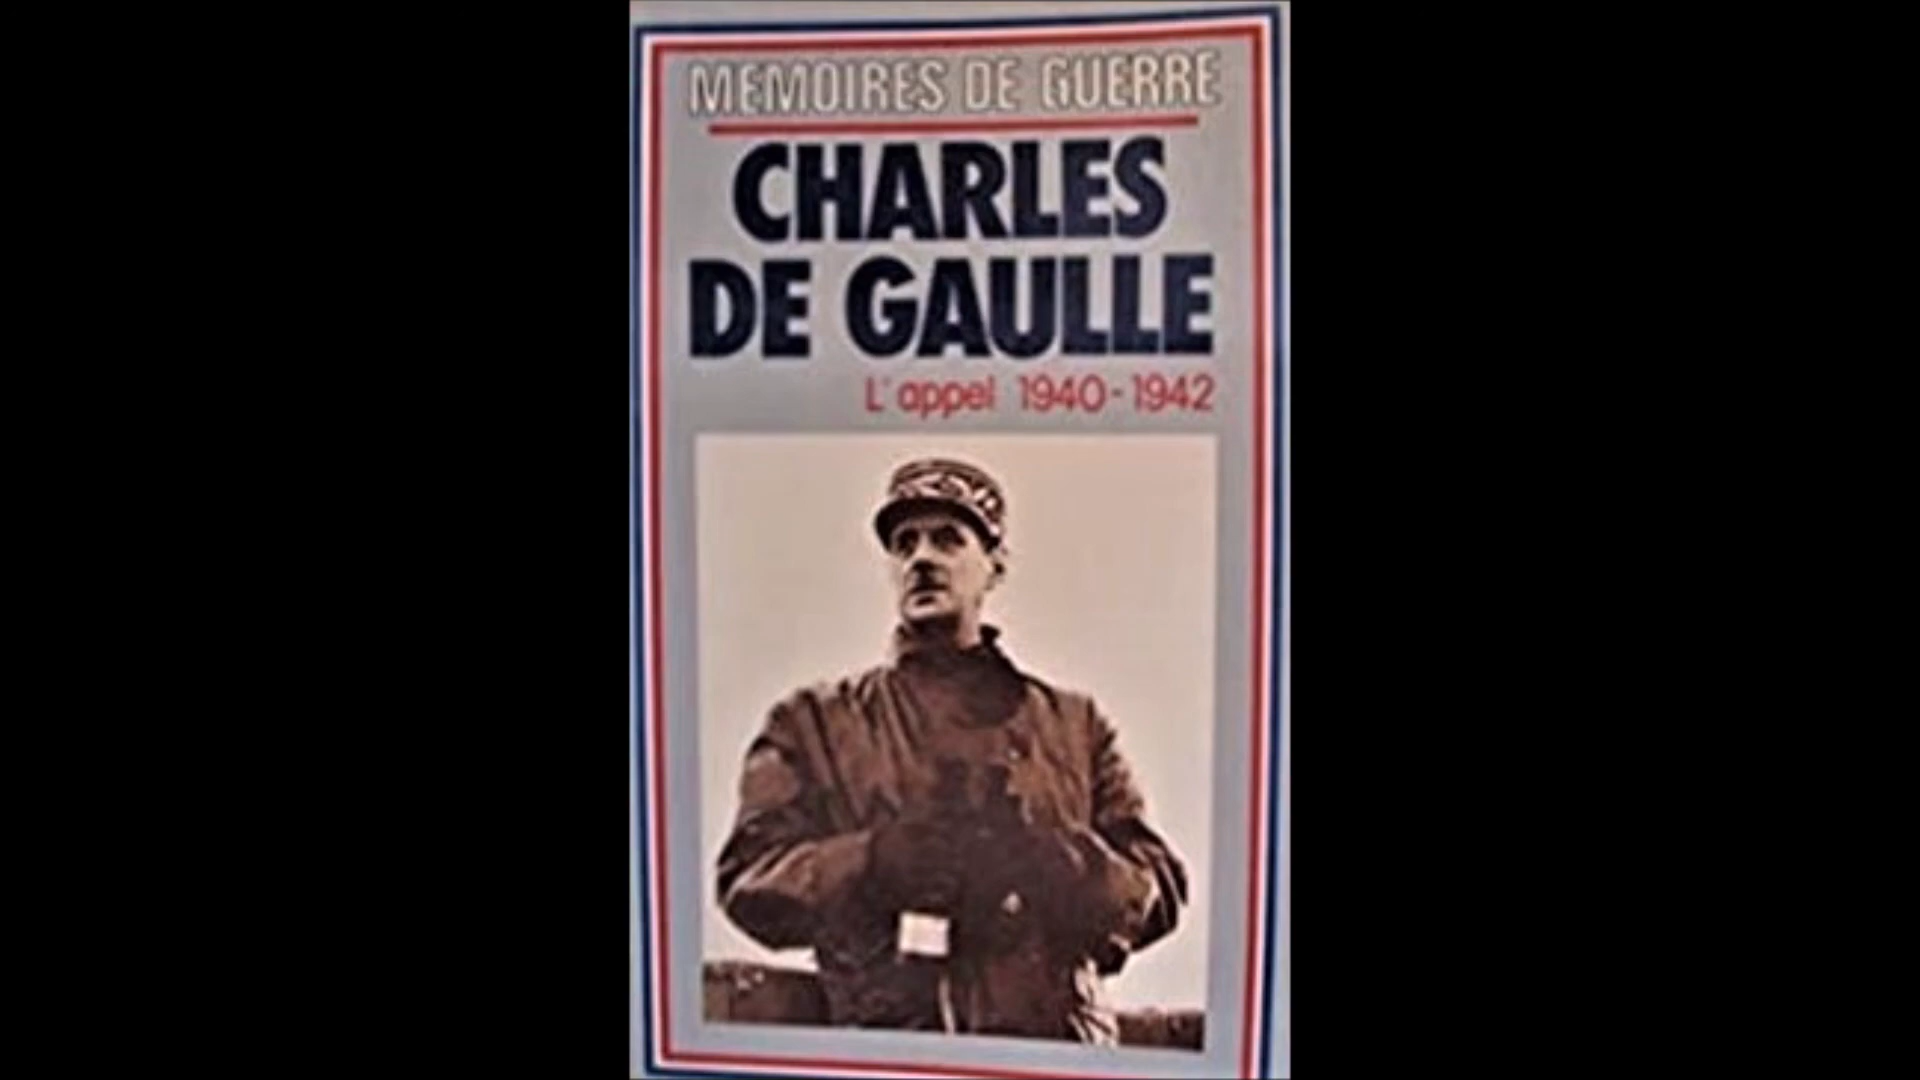 MEMOIRES DE GUERRE
CHARLES
DE GAULLE
L'appel 1940-1942